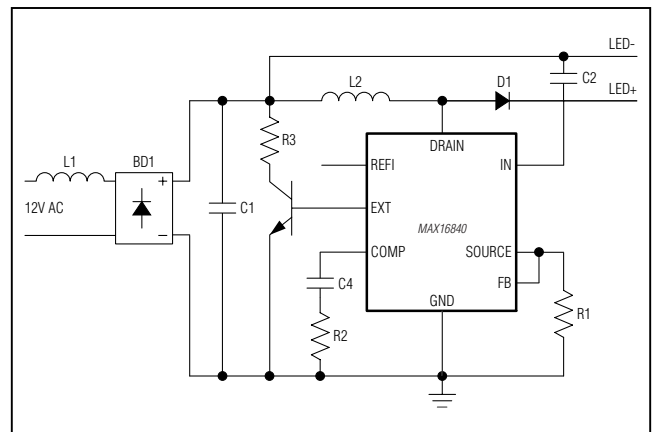 LED-
L2
D1
C2
LED+
R3
DRAIN
L1
BD1
REFI
IN
+
12V AC
C1
EXT
MAX16840
−
COMP
SOURCE
C4
FB
GND
R1
R2